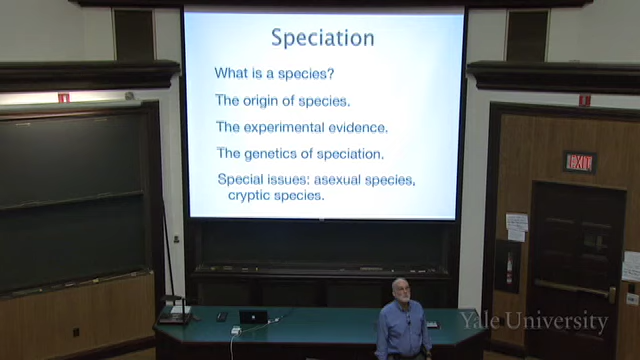 Speciation
What is a species?
The origin of species.
The experimental evidence.
The genetics of speciation.
Special issues: asexual species,
cryptic species.
EXIT
Yale University